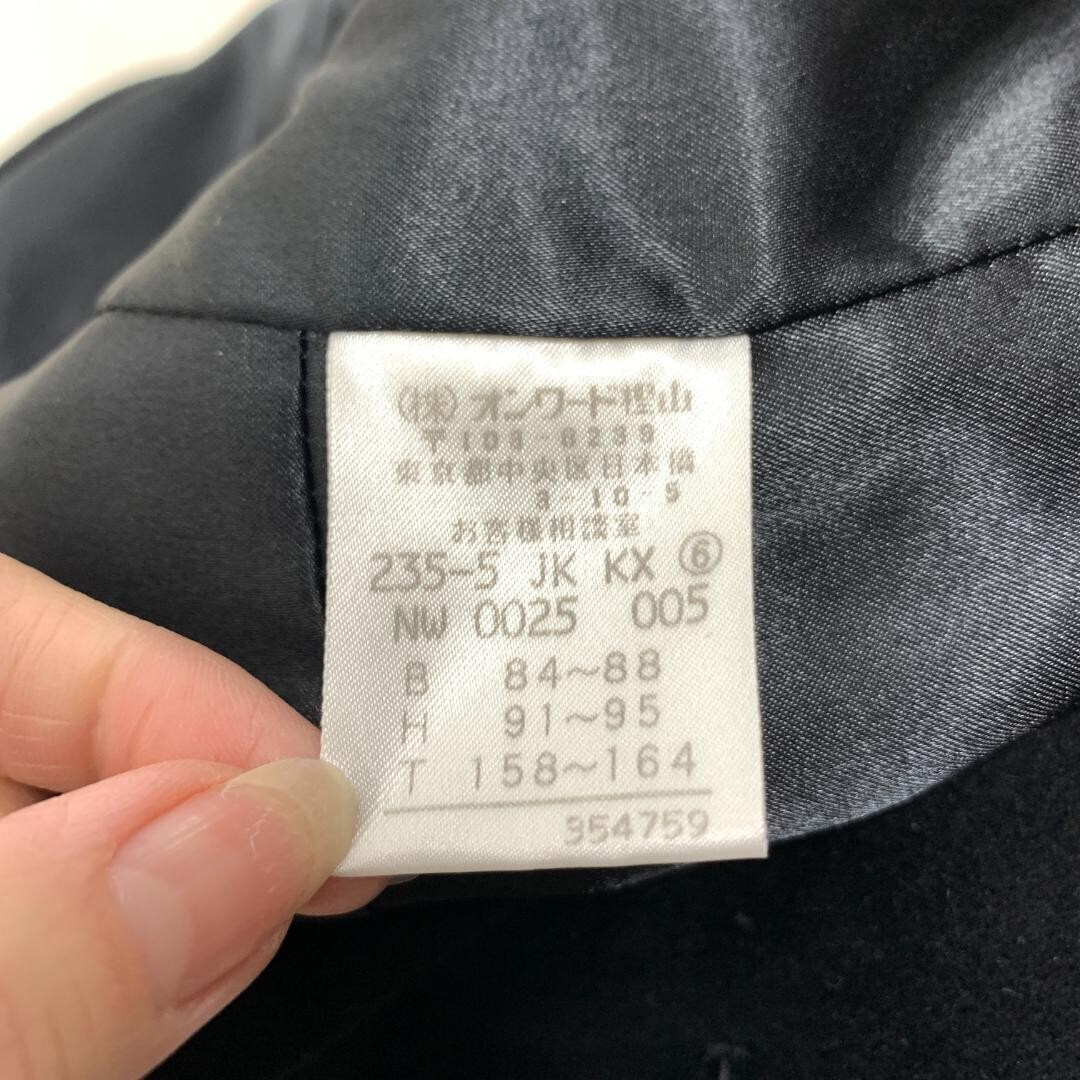 (株)オンワード樫山
〒103-8239
東京都中央区日本橋
3-10-5
お客様相談室
235-5 JK KX ⑥
NW 0025 005
B 84~88
H 91~95
T 158~164
354759